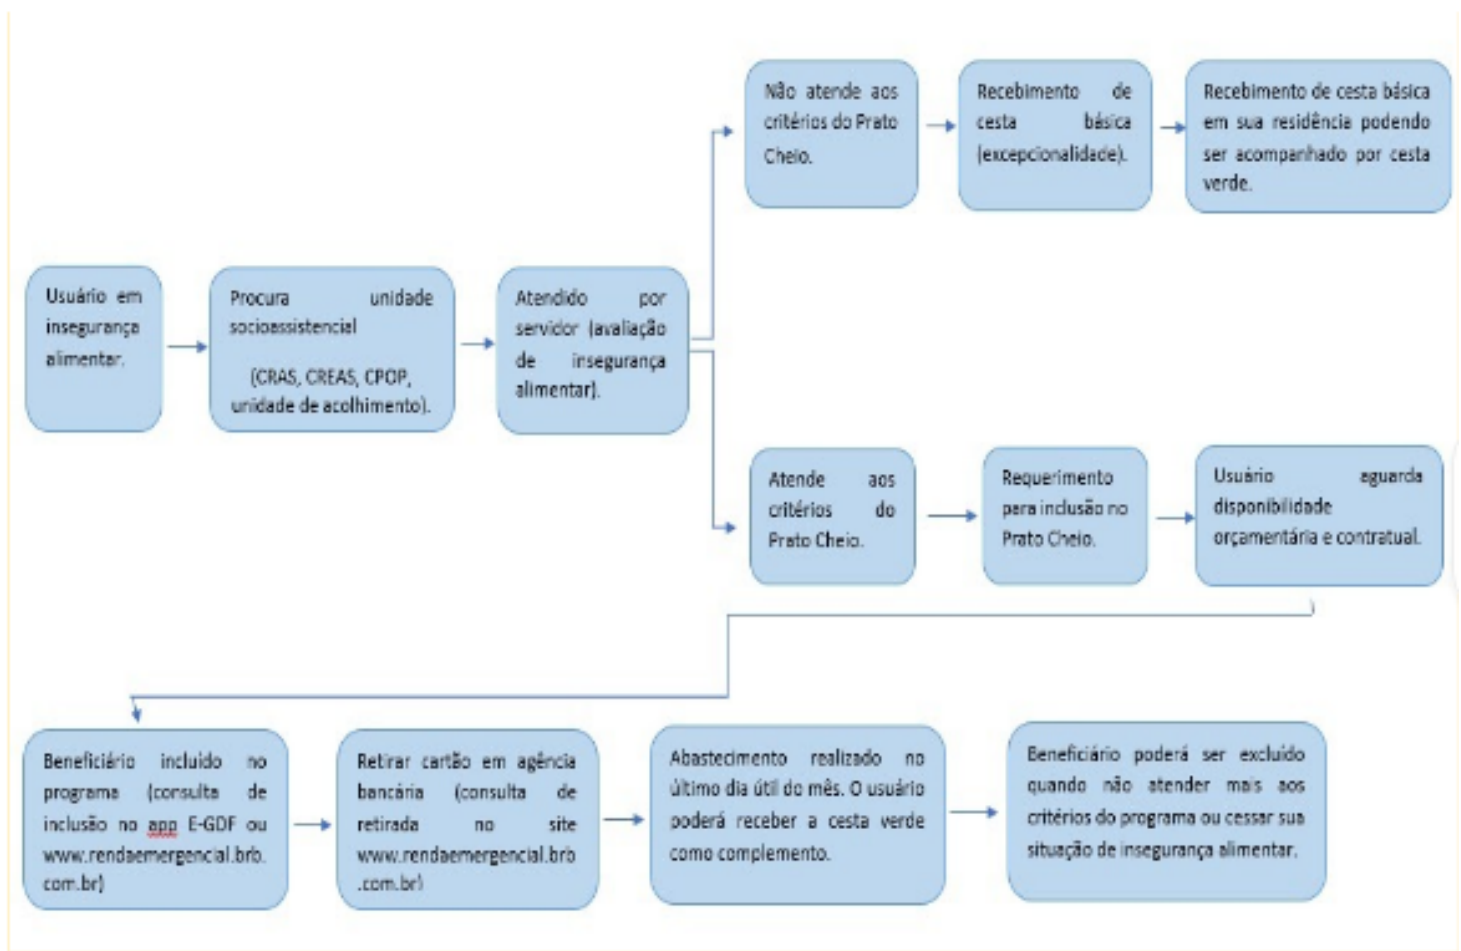 Não atende aos
critérios do Prato
Cheio.
Recebimento de
cesta básica
(excepcionalidade).
Recebimento de cesta básica
em sua residência podendo
ser acompanhado por cesta
verde.
Usuário em
insegurança
alimentar.
Procura unidade
socioassistencial
(CRAS, CREAS, CPOP,
unidade de acolhimento).
Atendido por
servidor (avaliação
de insegurança
alimentar).
Atende aos
critérios do
Prato Cheio.
Requerimento
para inclusão no
Prato Cheio.
Usuário aguarda
disponibilidade
orçamentária e contratual.
Beneficiário incluído no
programa (consulta de
inclusão no app E-GDF ou
www.rendaemergencial.brb.
com.br)
Retirar cartão em agência
bancária (consulta de
retirada no site
www.rendaemergencial.brb
.com.br)
Abastecimento realizado no
último dia útil do mês. O usuário
poderá receber a cesta verde
como complemento.
Beneficiário poderá ser excluído
quando não atender mais aos
critérios do programa ou cessar sua
situação de insegurança alimentar.